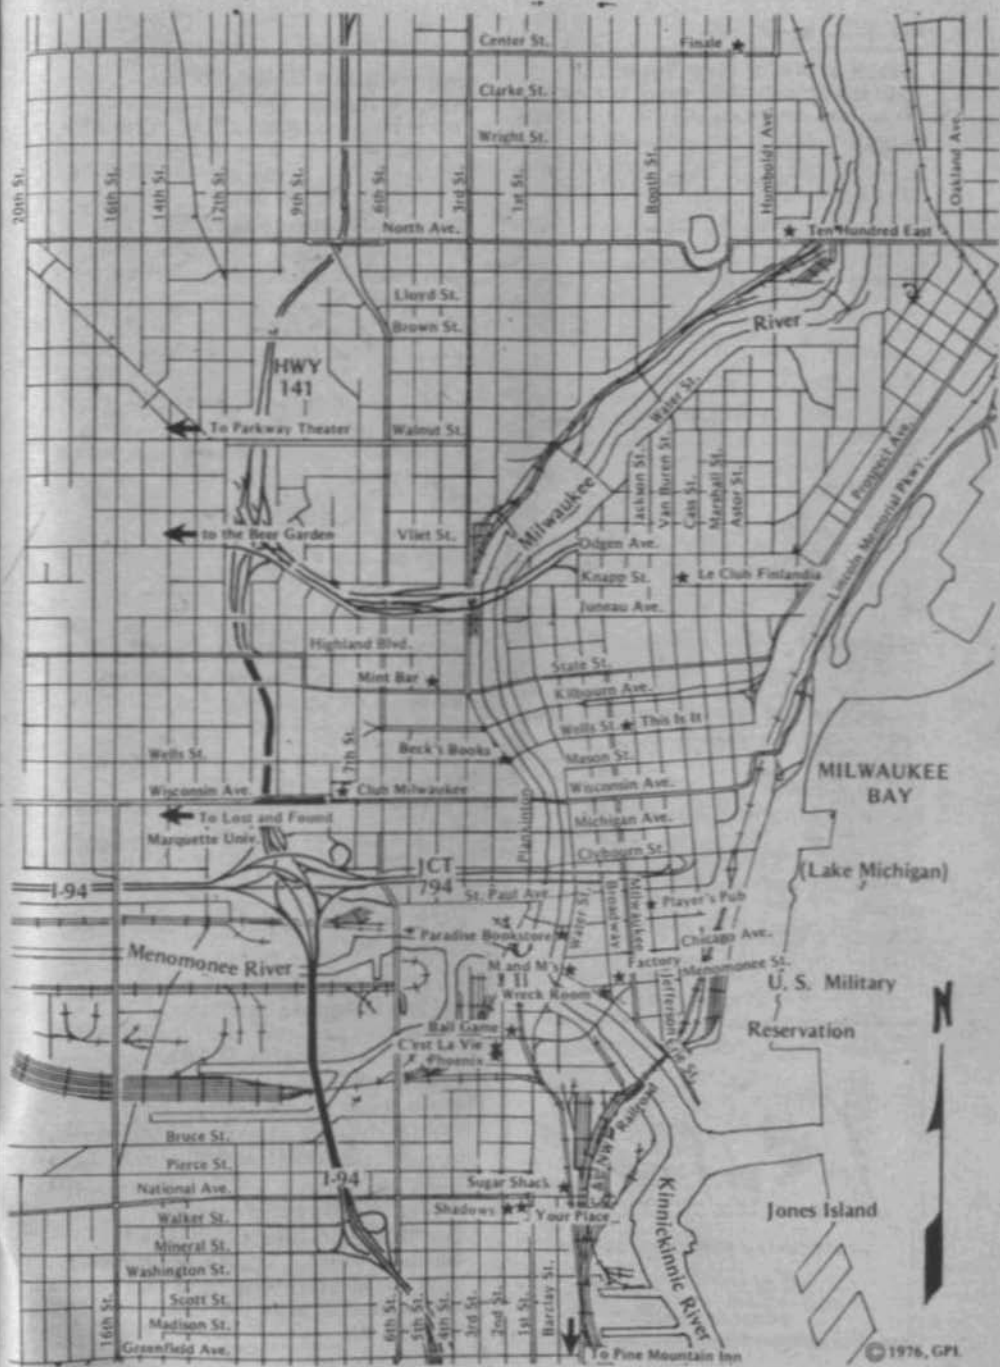 Center St.
Finale ★
Clarke St.
Wright St.
20th St.
16th St.
14th St.
12th St.
9th St.
6th St.
3rd St.
1st St.
Booth St.
Humboldt Ave.
Oakland Ave.
North Ave.
★ Ten Hundred East
Lloyd St.
Brown St.
River
HWY
141
Water St.
To Parkway Theater
Walnut St.
Jackson St.
Van Buren St.
Cass St.
Marshall St.
Astor St.
Prospect Ave.
Lincoln Memorial Pkwy.
Milwaukee
to the Beer Garden
Vliet St.
Odgen Ave.
Knapp St.
★ Le Club Finlandia
Juneau Ave.
Highland Blvd.
State St.
Mint Bar ★
Kilbourn Ave.
Wells St.
★ This Is It
7th St.
Beck's Books ★
Wells St.
Mason St.
MILWAUKEE
BAY
Wisconsin Ave.
★ Club Milwaukee
Wisconsin Ave.
Plankinton
To Lost and Found
Michigan Ave.
Marquette Univ.
Clybourn St.
JCT
794
I-94
(Lake Michigan)
St. Paul Ave.
Water St.
Broadway
Milwaukee
★ Player's Pub
Paradise Bookstore ★
Chicago Ave.
Menomonee River
M and M's ★
★ Factory
Menomonee St.
Wreck Room ★
Jefferson
U. S. Military
Reservation
N
Ball Game ★
C'est La Vie ★
Phoenix
Erie St.
Railroad
C&NW
Bruce St.
Pierce St.
I-94
National Ave.
Sugar Shack ★
Shadows ★ ★ Your Place
Walker St.
Jones Island
Kinnickinnic River
Mineral St.
Washington St.
Scott St.
Madison St.
Greenfield Ave.
16th St.
6th St.
5th St.
4th St.
3rd St.
2nd St.
1st St.
Barclay St.
To Pine Mountain Inn
©1976, GPL